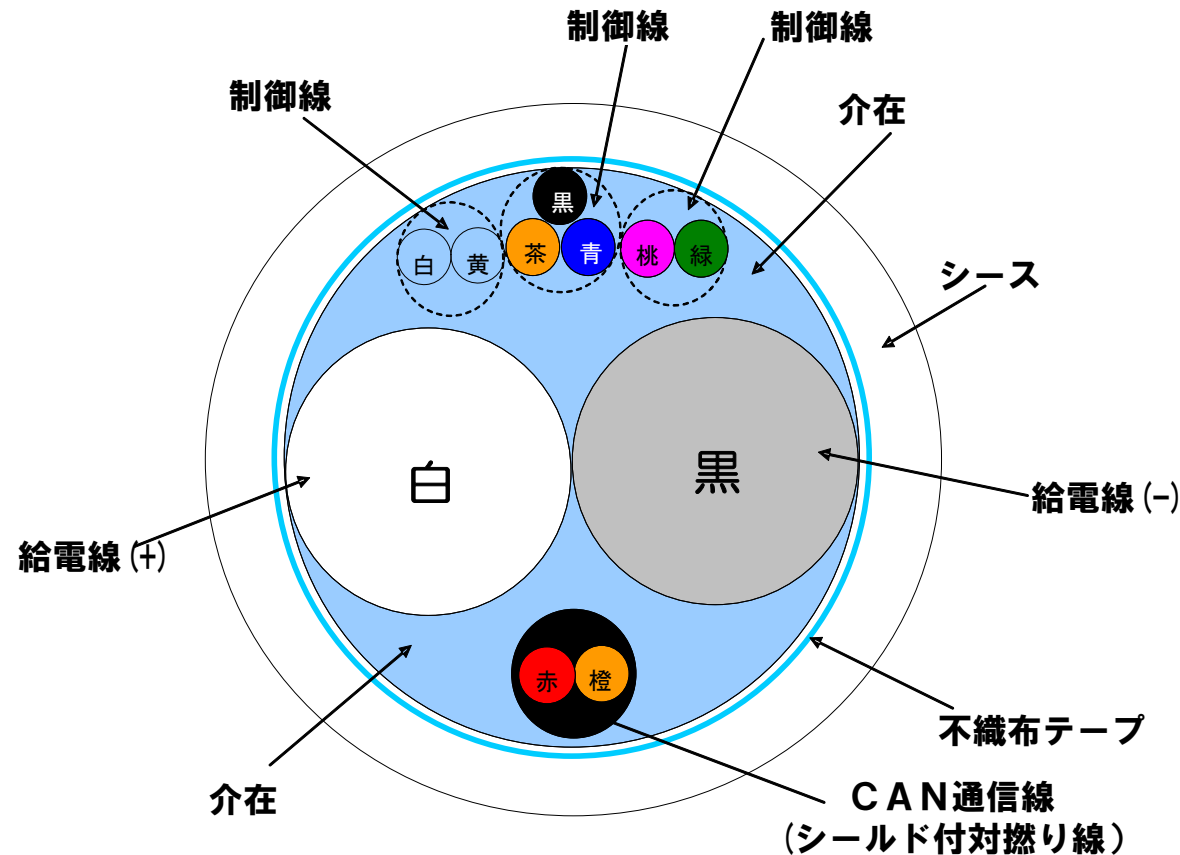 制御線
制御線
制御線
介在
黒
茶
青
桃
緑
白
黄
シース
白
黒
給電線(−)
給電線(+)
赤
橙
不織布テープ
介在
CAN通信線
(シールド付対撚り線)